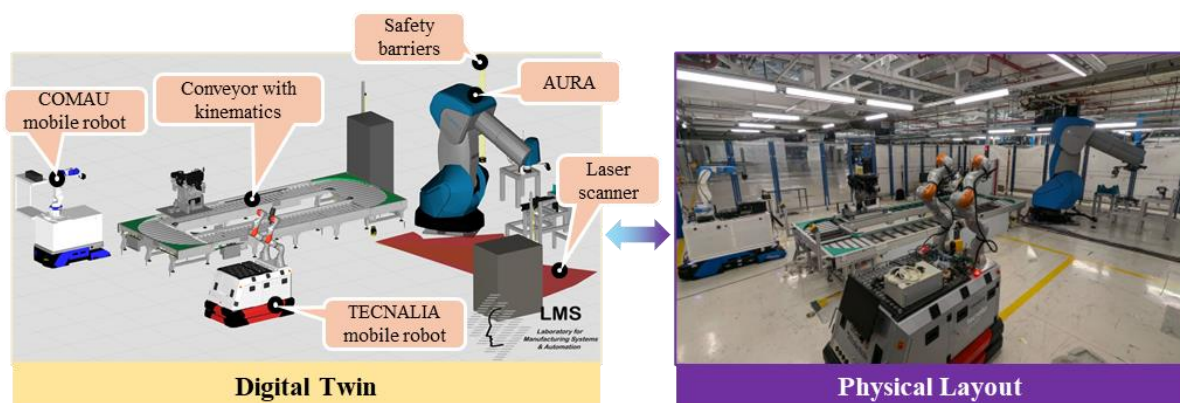 Safety
barriers
AURA
COMAU
mobile robot
Conveyor with
kinematics
Laser
scanner
TECNALIA
mobile robot
LMS
Laboratory for
Manufacturing Systems
& Automation
Digital Twin
Physical Layout